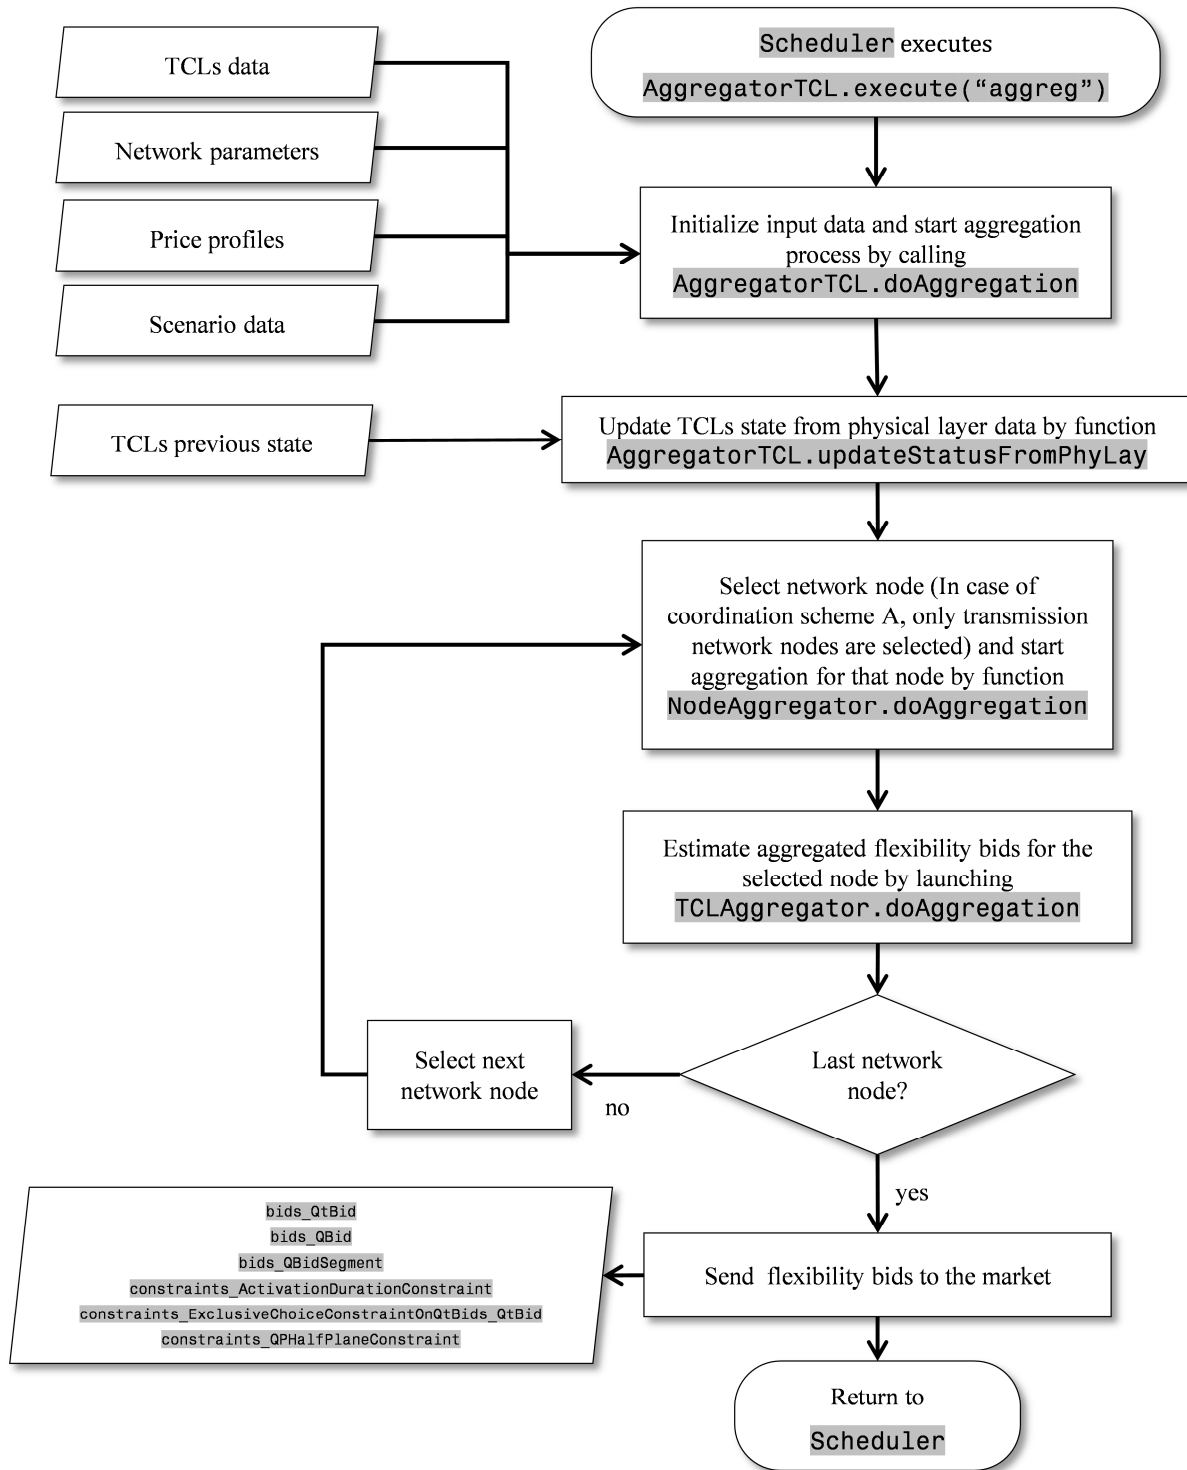 TCLs data
Network parameters
Price profiles
Scenario data
Scheduler executes
AggregatorTCL.execute(“aggreg”)
Initialize input data and start aggregation
process by calling
AggregatorTCL.doAggregation
TCLs previous state
Update TCLs state from physical layer data by function
AggregatorTCL.updateStatusFromPhyLay
Select network node (In case of
coordination scheme A, only transmission
network nodes are selected) and start
aggregation for that node by function
NodeAggregator.doAggregation
Estimate aggregated flexibility bids for the
selected node by launching
TCLAggregator.doAggregation
Last network
node?
no
Select next
network node
yes
Send flexibility bids to the market
bids_QtBid
bids_QBid
bids_QBidSegment
constraints_ActivationDurationConstraint
constraints_ExclusiveChoiceConstraintOnQtBids_QtBid
constraints_QPHalfPlaneConstraint
Return to
Scheduler